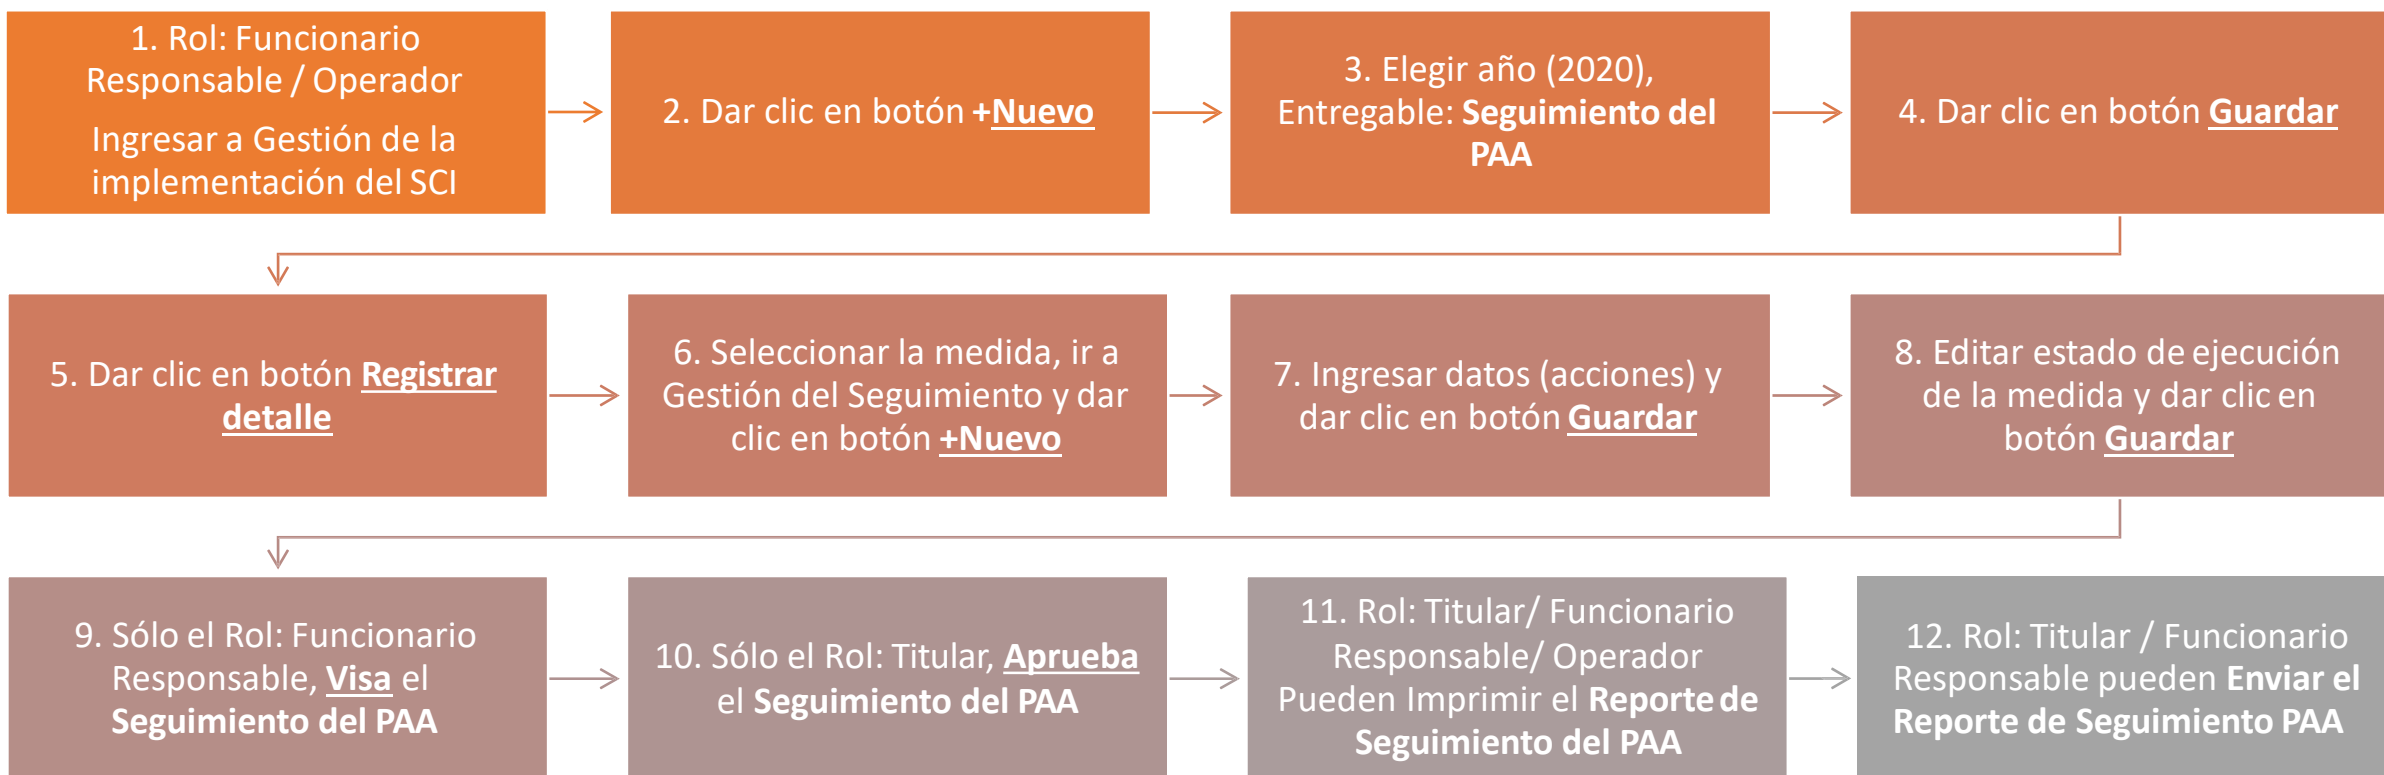 1. Rol: Funcionario
Responsable / Operador
Ingresar a Gestión de la
implementación del SCI
2. Dar clic en botón +Nuevo
3. Elegir año (2020),
Entregable: Seguimiento del
PAA
4. Dar clic en botón Guardar
5. Dar clic en botón Registrar
detalle
6. Seleccionar la medida, ir a
Gestión del Seguimiento y dar
clic en botón +Nuevo
7. Ingresar datos (acciones) y
dar clic en botón Guardar
8. Editar estado de ejecución
de la medida y dar clic en
botón Guardar
9. Sólo el Rol: Funcionario
Responsable, Visa el
Seguimiento del PAA
10. Sólo el Rol: Titular, Aprueba
el Seguimiento del PAA
11. Rol: Titular/ Funcionario
Responsable/ Operador
Pueden Imprimir el Reporte de
Seguimiento del PAA
12. Rol: Titular / Funcionario
Responsable pueden Enviar el
Reporte de Seguimiento PAA